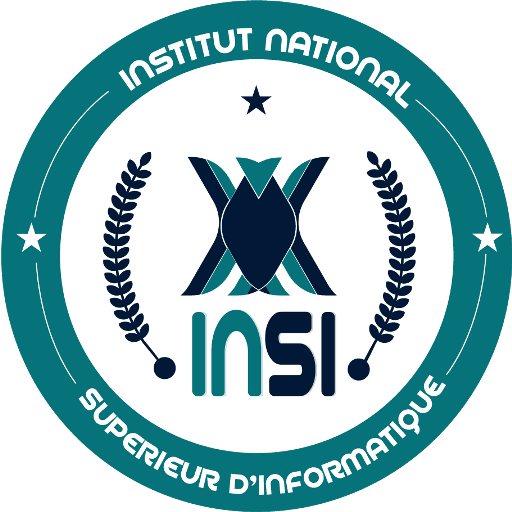 INSTITUT NATIONAL
INSI
SUPERIEUR D'INFORMATIQUE